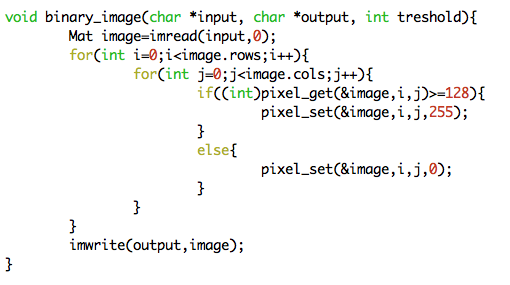 void binary_image(char *input, char *output, int treshold){
        Mat image=imread(input,0);
        for(int i=0;i<image.rows;i++){
                for(int j=0;j<image.cols;j++){
                        if((int)pixel_get(&image,i,j)>=128){
                                pixel_set(&image,i,j,255);
                        }
                        else{
                                pixel_set(&image,i,j,0);
                        }
                }
        }
        imwrite(output,image);
}